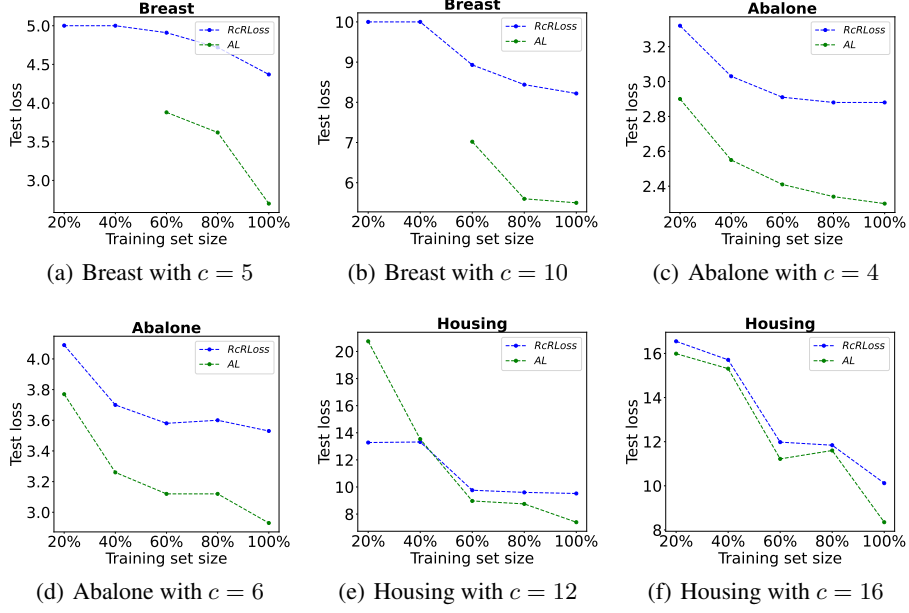 Breast
Test loss
5.0
4.5
4.0
3.5
3.0
RcRLoss
AL
20% 40% 60% 80% 100%
Training set size
(a) Breast with c = 5
Breast
Test loss
10
9
8
7
6
RcRLoss
AL
20% 40% 60% 80% 100%
Training set size
(b) Breast with c = 10
Abalone
Test loss
3.2
3.0
2.8
2.6
2.4
RcRLoss
AL
20% 40% 60% 80% 100%
Training set size
(c) Abalone with c = 4
Abalone
Test loss
4.0
3.8
3.6
3.4
3.2
3.0
RcRLoss
AL
20% 40% 60% 80% 100%
Training set size
(d) Abalone with c = 6
Housing
Test loss
20
18
16
14
12
10
8
RcRLoss
AL
20% 40% 60% 80% 100%
Training set size
(e) Housing with c = 12
Housing
Test loss
16
14
12
10
8
RcRLoss
AL
20% 40% 60% 80% 100%
Training set size
(f) Housing with c = 16